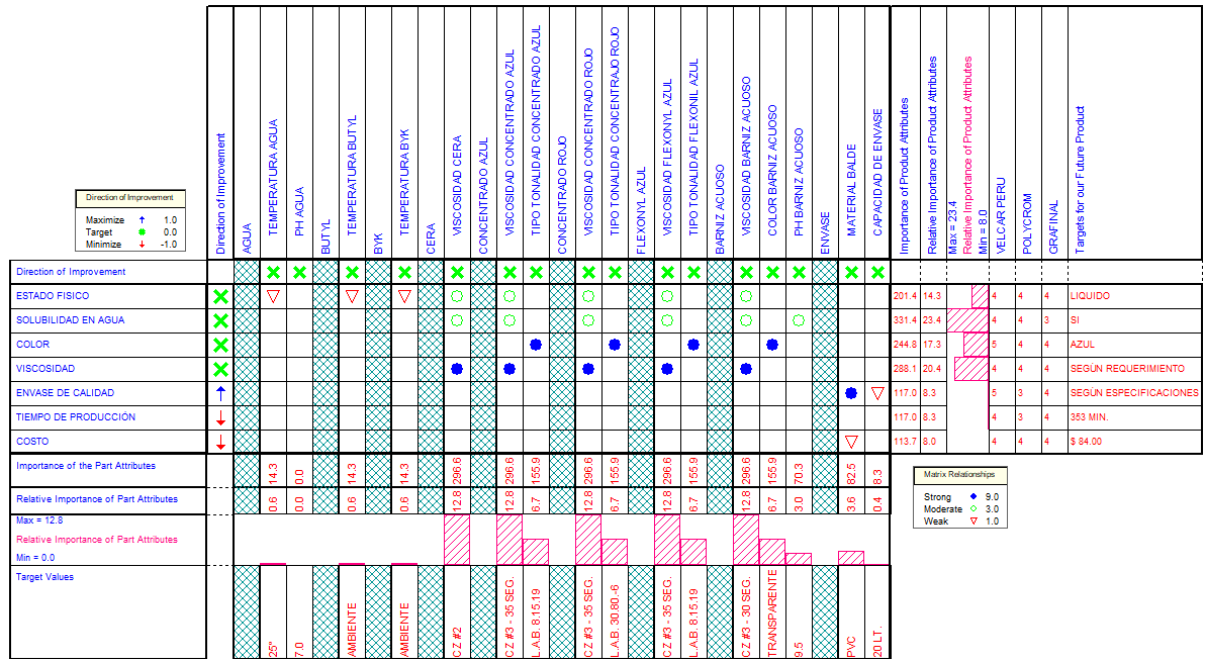 Direction of Improvement
Maximize 1.0
Target 0.0
Minimize -1.0
Direction of Improvement
AGUA
TEMPERATURA AGUA
PH AGUA
BUTYL
TEMPERATURA BUTYL
BYK
TEMPERATURA BYK
CERA
VISCOSIDAD CERA
CONCENTRADO AZUL
VISCOSIDAD CONCENTRADO AZUL
TIPO TONALIDAD CONCENTRADO AZUL
CONCENTRADO ROJO
VISCOSIDAD CONCENTRADO ROJO
TIPO TONALIDAD CONCENTRAJO ROJO
FLEXONYL AZUL
VISCOSIDAD FLEXONYL AZUL
TIPO TONALIDAD FLEXONIL AZUL
BARNIZ ACUOSO
VISCOSIDAD BARNIZ ACUOSO
COLOR BARNIZ ACUOSO
PH BARNIZ ACUOSO
ENVASE
MATERIAL BALDE
CAPACIDAD DE ENVASE
Importance of Product Attributes
Relative Importance of Product Attributes
Max = 23.4
Relative Importance of Product Attributes
Min = 8.0
VELCAR PERU
POLYCROM
GRAFINAL
Targets for our Future Product
Direction of Improvement
ESTADO FISICO 201.4 14.3 4 4 4 LIQUIDO
SOLUBILIDAD EN AGUA 331.4 23.4 4 4 3 SI
COLOR 244.8 17.3 5 4 4 AZUL
VISCOSIDAD 288.1 20.4 4 4 4 SEGÚN REQUERIMIENTO
ENVASE DE CALIDAD 117.0 8.3 5 3 4 SEGÚN ESPECIFICACIONES
TIEMPO DE PRODUCCIÓN 117.0 8.3 4 3 4 353 MIN.
COSTO 113.7 8.0 4 4 4 $ 84.00
Importance of the Part Attributes 14.3 0.0 14.3 14.3 296.6 296.6 155.9 296.6 155.9 296.6 155.9 296.6 155.9 70.3 82.5 8.3
Relative Importance of Part Attributes 0.6 0.0 0.6 0.6 12.8 12.8 6.7 12.8 6.7 12.8 6.7 12.8 6.7 3.0 3.6 0.4
Max = 12.8
Relative Importance of Part Attributes
Min = 0.0
Target Values
25°
7.0
AMBIENTE
AMBIENTE
CZ #2
CZ #3 - 35 SEG.
L.A.B. 8.15.19
CZ #3 - 35 SEG.
L.A.B. 30.80.-6
CZ #3 - 35 SEG.
L.A.B. 8.15.19
CZ #3 - 30 SEG.
TRANSPARENTE
9.5
PVC
20 LT.
Matrix Relationships
Strong 9.0
Moderate 3.0
Weak 1.0